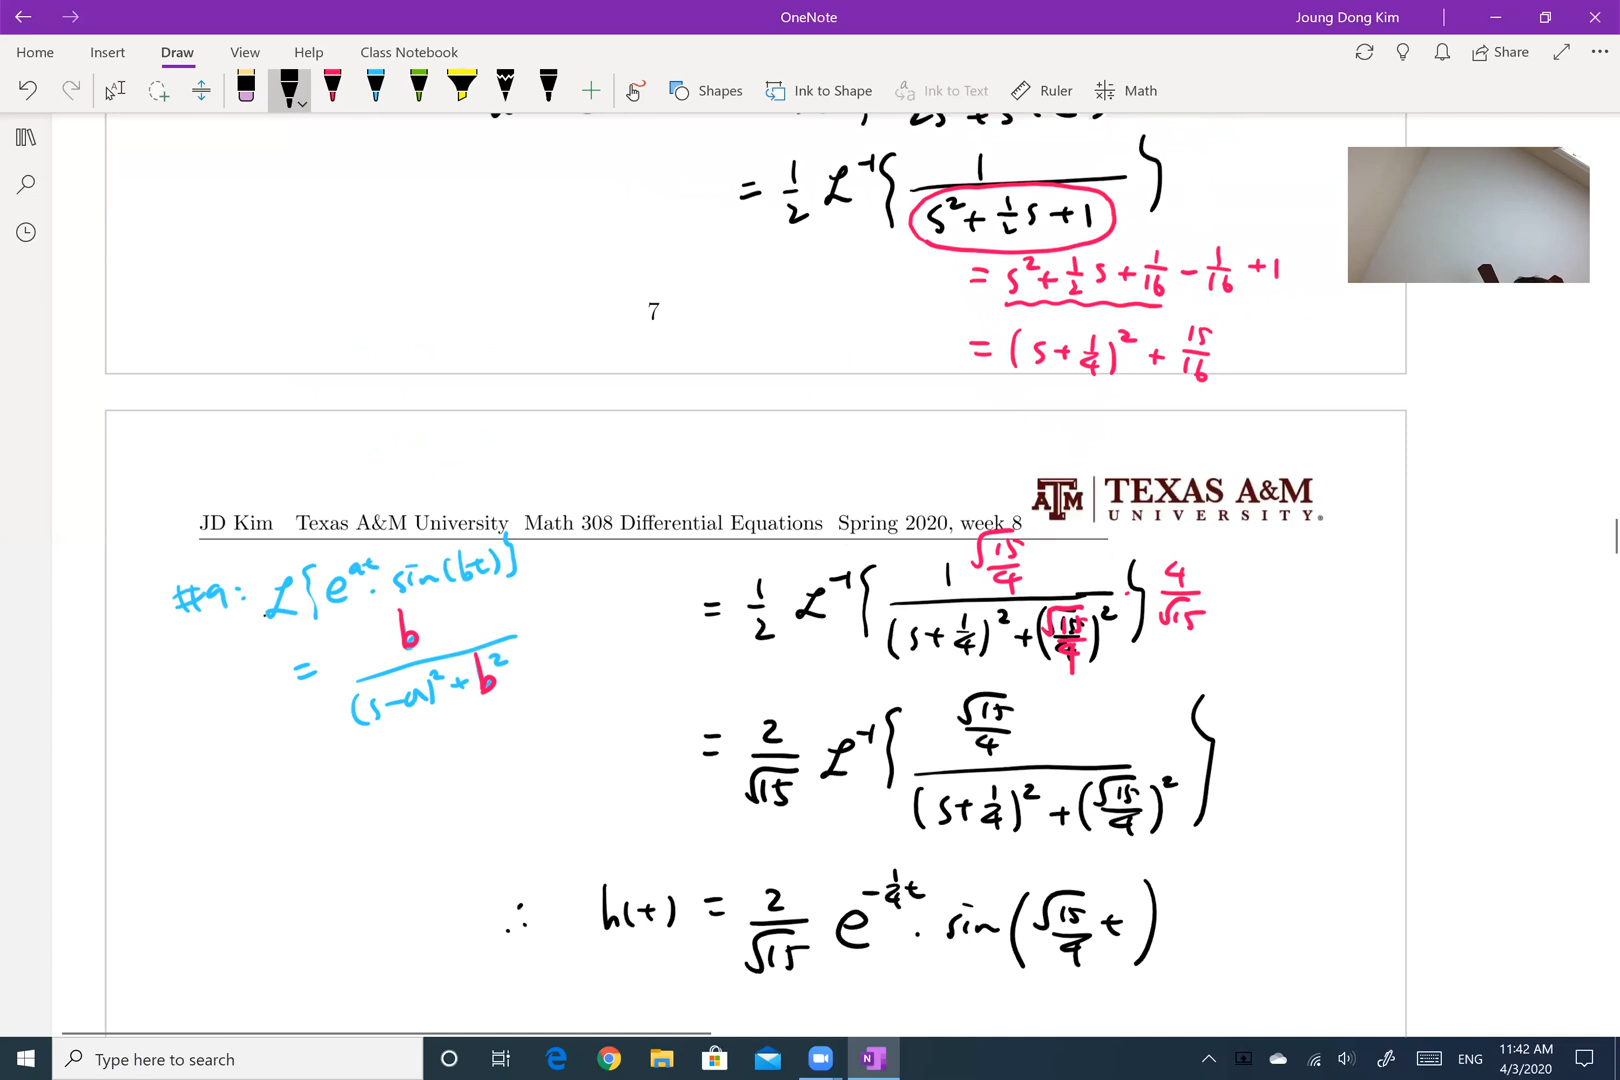 OneNote
Joung Dong Kim
Home Insert Draw View Help Class Notebook
Share
Shapes Ink to Shape Ink to Text Ruler Math
= 1/2 ℒ⁻¹{ 1 / (s² + 1/2 s + 1) }
= s² + 1/2 s + 1/16 - 1/16 + 1
7
= (s + 1/4)² + 15/16
TEXAS A&M
UNIVERSITY
JD Kim Texas A&M University Math 308 Differential Equations Spring 2020, week 8
#9: ℒ{e^{at} · sin(bt)}
= b / ((s-a)² + b²)
= 1/2 ℒ⁻¹{ 1 √15/4 / ((s + 1/4)² + (√15/4)²) } · 4/√15
= 2/√15 ℒ⁻¹{ √15/4 / ((s + 1/4)² + (√15/4)²) }
∴ h(t) = 2/√15 e^{-1/4 t} · sin(√15/4 t)
Type here to search
ENG
11:42 AM
4/3/2020